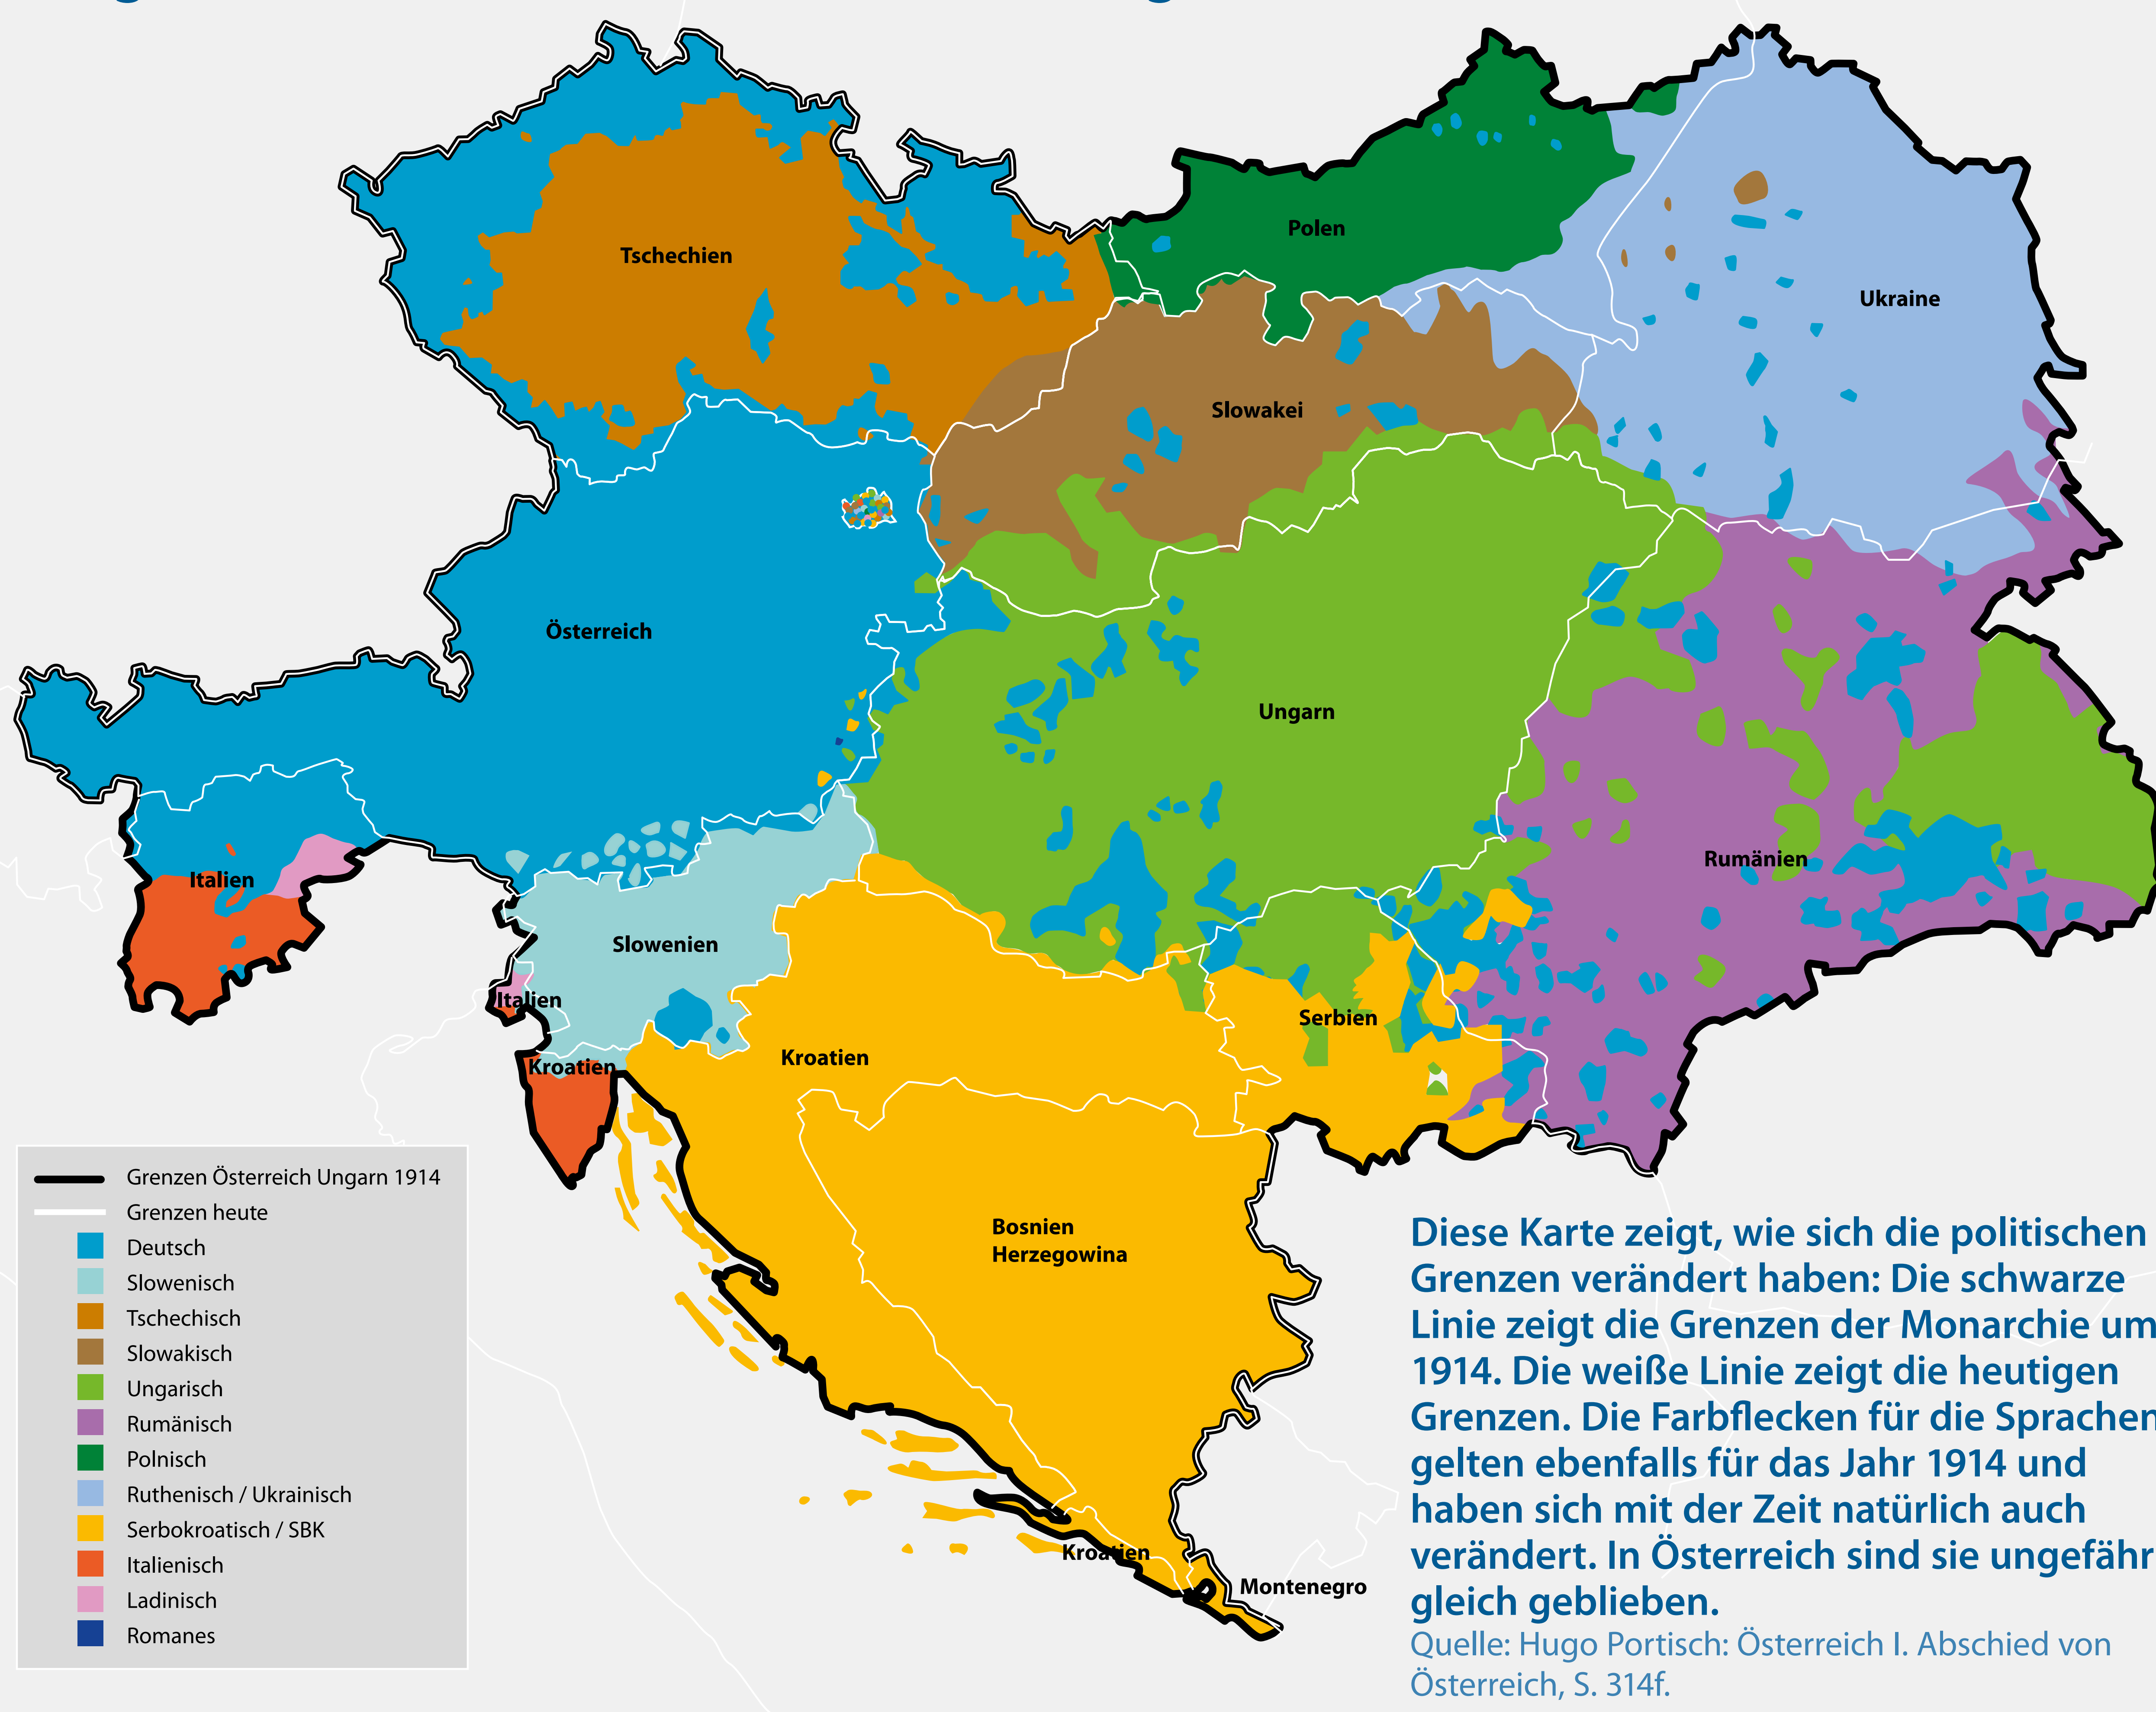 Tschechien
Polen
Ukraine
Slowakei
Österreich
Ungarn
Italien
Rumänien
Slowenien
Italien
Serbien
Kroatien
Kroatien
Bosnien
Herzegowina
Kroatien
Montenegro
Grenzen Österreich Ungarn 1914
Grenzen heute
Deutsch
Slowenisch
Tschechisch
Slowakisch
Ungarisch
Rumänisch
Polnisch
Ruthenisch / Ukrainisch
Serbokroatisch / SBK
Italienisch
Ladinisch
Romanes
Diese Karte zeigt, wie sich die politischen
Grenzen verändert haben: Die schwarze
Linie zeigt die Grenzen der Monarchie um
1914. Die weiße Linie zeigt die heutigen
Grenzen. Die Farbflecken für die Sprachen
gelten ebenfalls für das Jahr 1914 und
haben sich mit der Zeit natürlich auch
verändert. In Österreich sind sie ungefähr
gleich geblieben.
Quelle: Hugo Portisch: Österreich I. Abschied von
Österreich, S. 314f.